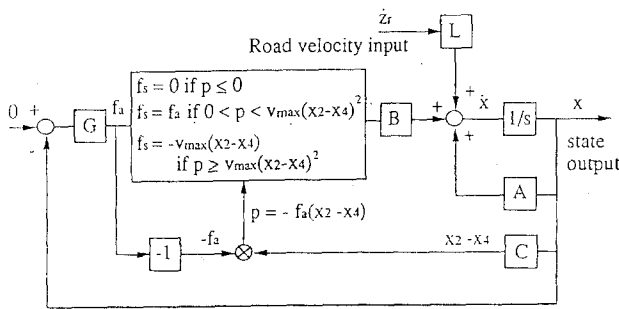 żr
L
Road velocity input
0 + G fa
fs = 0 if p ≤ 0
fs = fa if 0 < p < vmax(x2-x4)²
fs = -vmax(x2-x4)
if p ≥ vmax(x2-x4)²
B + + ẋ 1/s x
+
-
state
output
A
p = - fa(x2 -x4)
-1 -fa ⊗ x2 -x4 C